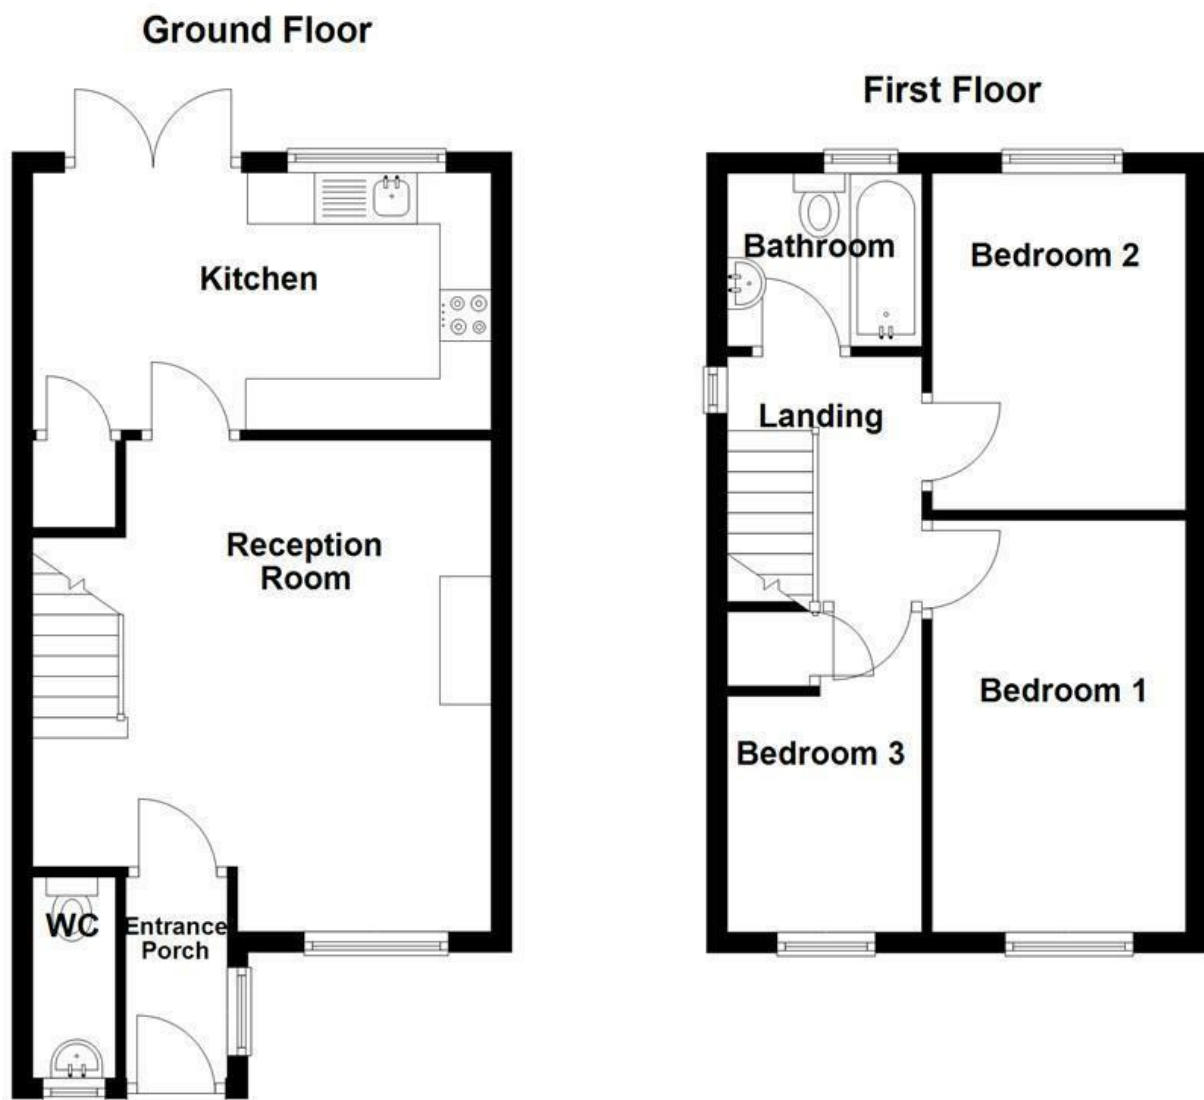 Ground Floor
Kitchen
Reception
Room
WC
Entrance
Porch
First Floor
Bathroom
Bedroom 2
Landing
Bedroom 1
Bedroom 3